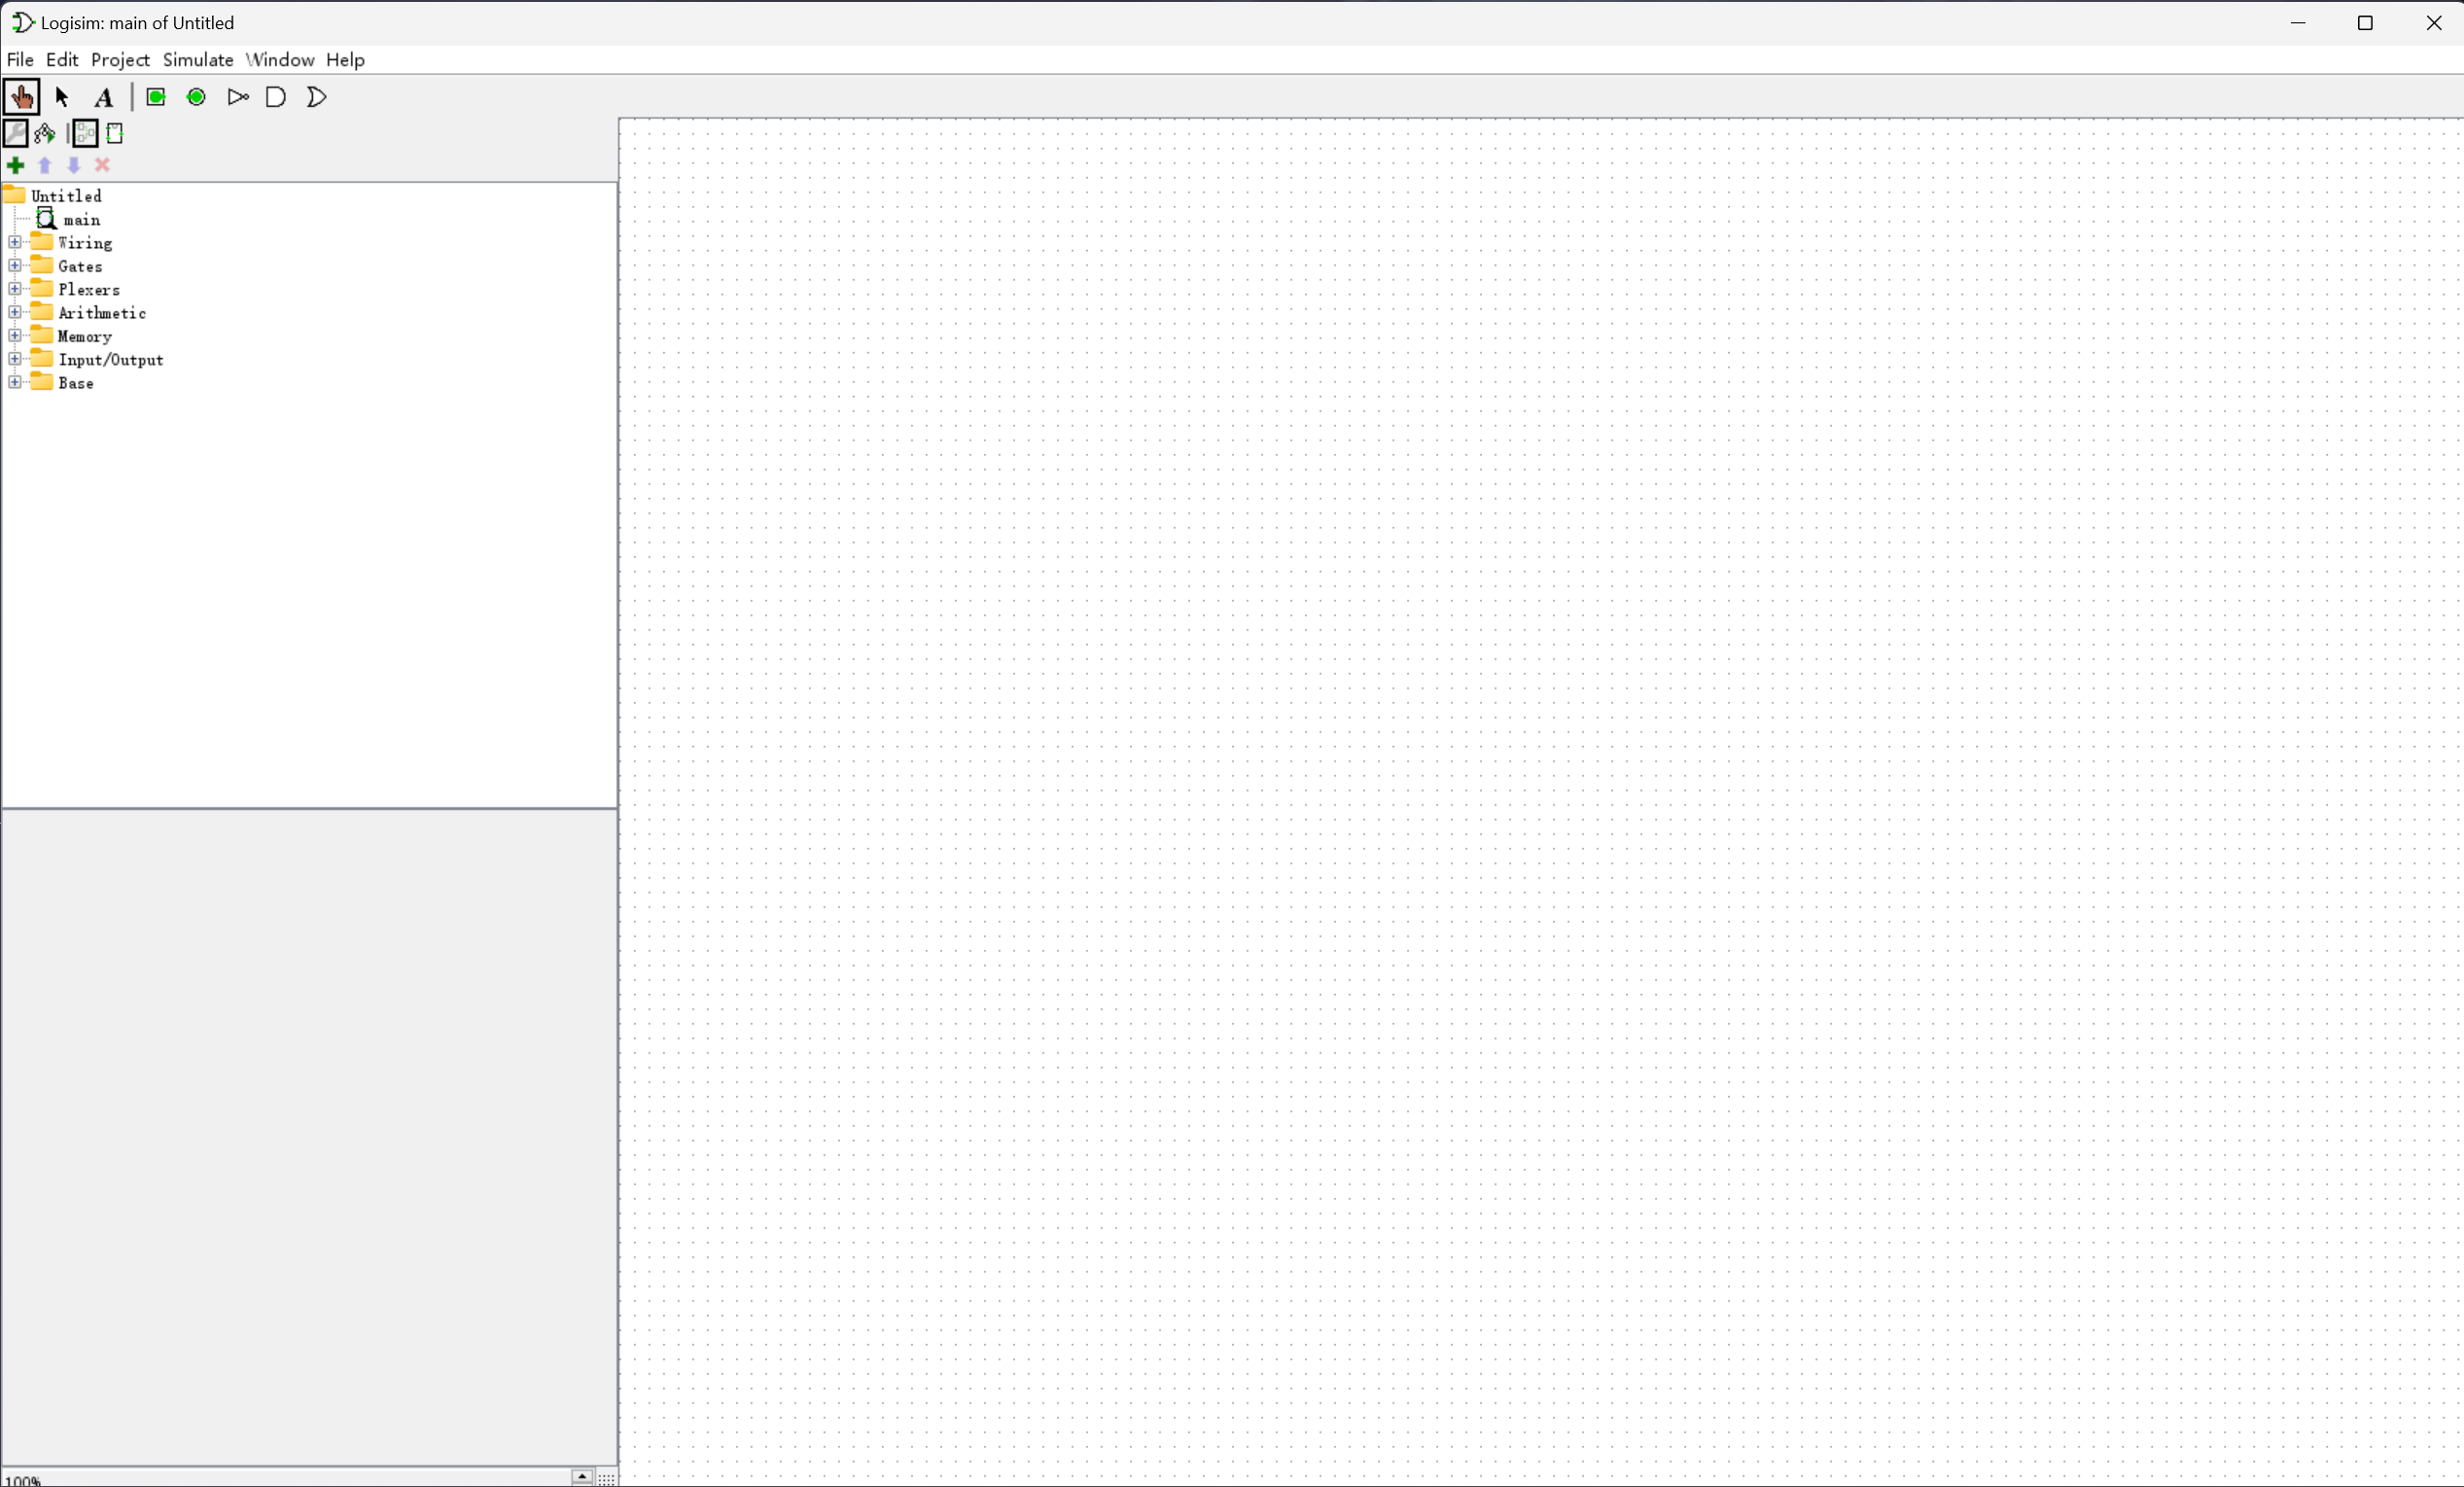 Logisim: main of Untitled
File Edit Project Simulate Window Help
A
Untitled
main
Wiring
Gates
Plexers
Arithmetic
Memory
Input/Output
Base
100%